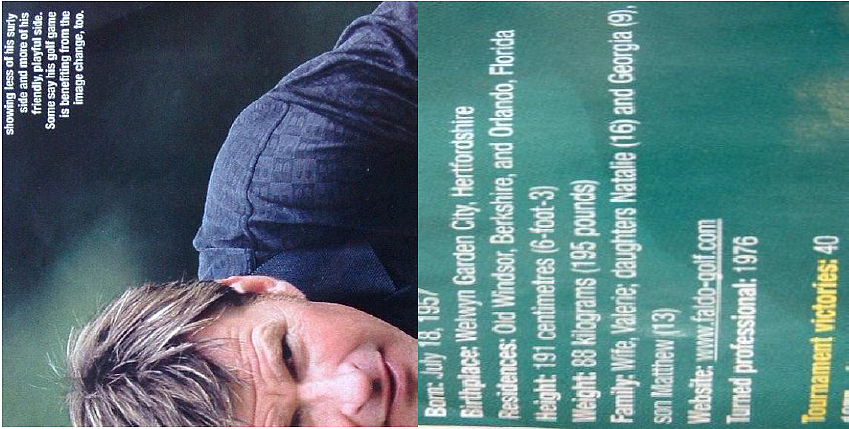 showing less of his surly
side and more of his
friendly, playful side.
Some say his golf game
is benefiting from the
image change, too.
Born: July 18, 1957
Birthplace: Welwyn Garden City, Hertfordshire
Residences: Old Windsor, Berkshire, and Orlando, Florida
Height: 191 centimetres (6-foot-3)
Weight: 88 kilograms (195 pounds)
Family: Wife, Valerie; daughters Natalie (16) and Georgia (9),
son Matthew (13)
Website: www.faldo-golf.com
Turned professional: 1976
Tournament victories: 40